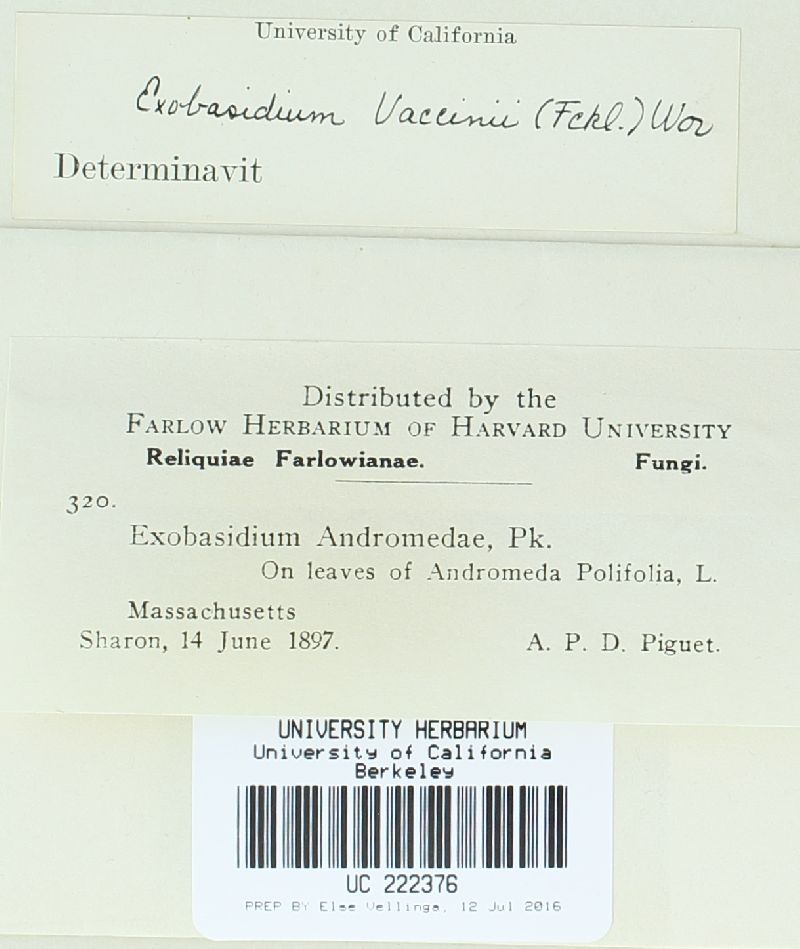 University of California
Exobasidium Vaccinii (Fckl.) Wor
Determinavit
Distributed by the
FARLOW HERBARIUM OF HARVARD UNIVERSITY
Reliquiae Farlowianae. Fungi.
320.
Exobasidium Andromedae, Pk.
On leaves of Andromeda Polifolia, L.
Massachusetts
Sharon, 14 June 1897. A. P. D. Piguet.
UNIVERSITY HERBARIUM
University of California
Berkeley
UC 222376
PREP BY Else Vellinga, 12 Jul 2016